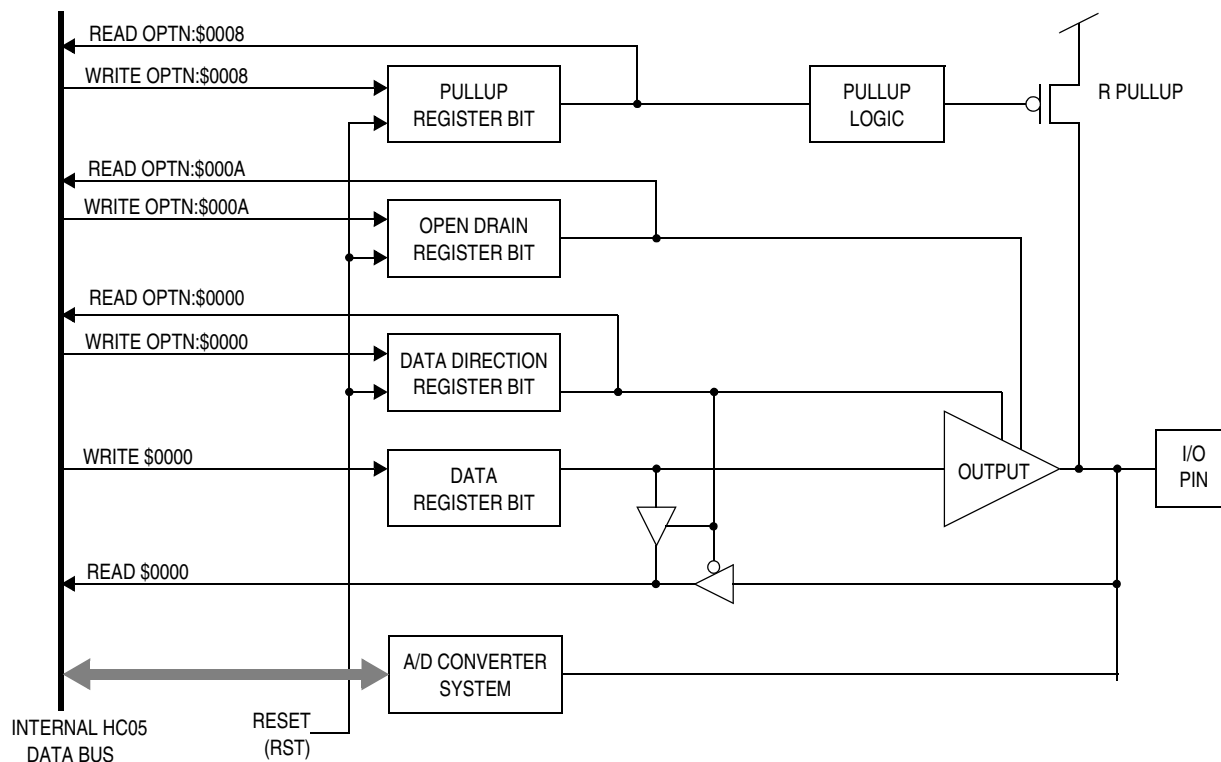 READ OPTN:$0008
WRITE OPTN:$0008
PULLUP
REGISTER BIT
PULLUP
LOGIC
R PULLUP
READ OPTN:$000A
WRITE OPTN:$000A
OPEN DRAIN
REGISTER BIT
READ OPTN:$0000
WRITE OPTN:$0000
DATA DIRECTION
REGISTER BIT
WRITE $0000
DATA
REGISTER BIT
OUTPUT
I/O
PIN
READ $0000
A/D CONVERTER
SYSTEM
INTERNAL HC05
DATA BUS
RESET
(RST)